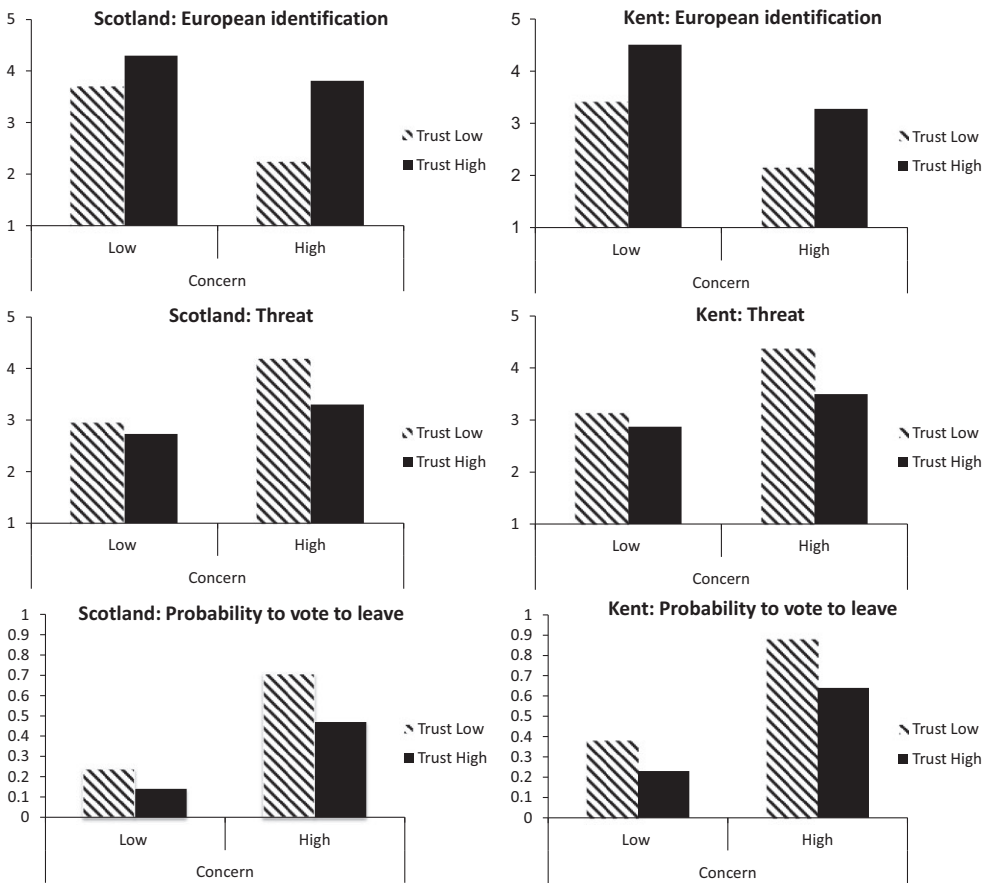 Scotland: European identification
5
4
3
2
1
Trust Low
Trust High
Low
High
Concern
Kent: European identification
5
4
3
2
1
Trust Low
Trust High
Low
High
Concern
Scotland: Threat
5
4
3
2
1
Trust Low
Trust High
Low
High
Concern
Kent: Threat
5
4
3
2
1
Trust Low
Trust High
Low
High
Concern
Scotland: Probability to vote to leave
1
0.9
0.8
0.7
0.6
0.5
0.4
0.3
0.2
0.1
0
Trust Low
Trust High
Low
High
Concern
Kent: Probability to vote to leave
1
0.9
0.8
0.7
0.6
0.5
0.4
0.3
0.2
0.1
0
Trust Low
Trust High
Low
High
Concern